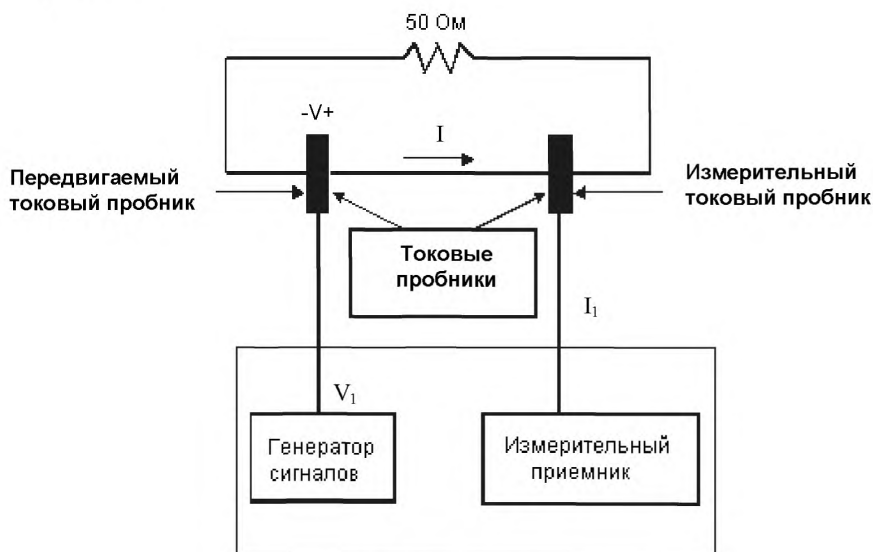 50 Ом
-V+
I
Передвигаемый
токовый пробник
Измерительный
токовый пробник
Токовые
пробники
I₁
V₁
Генератор
сигналов
Измерительный
приемник